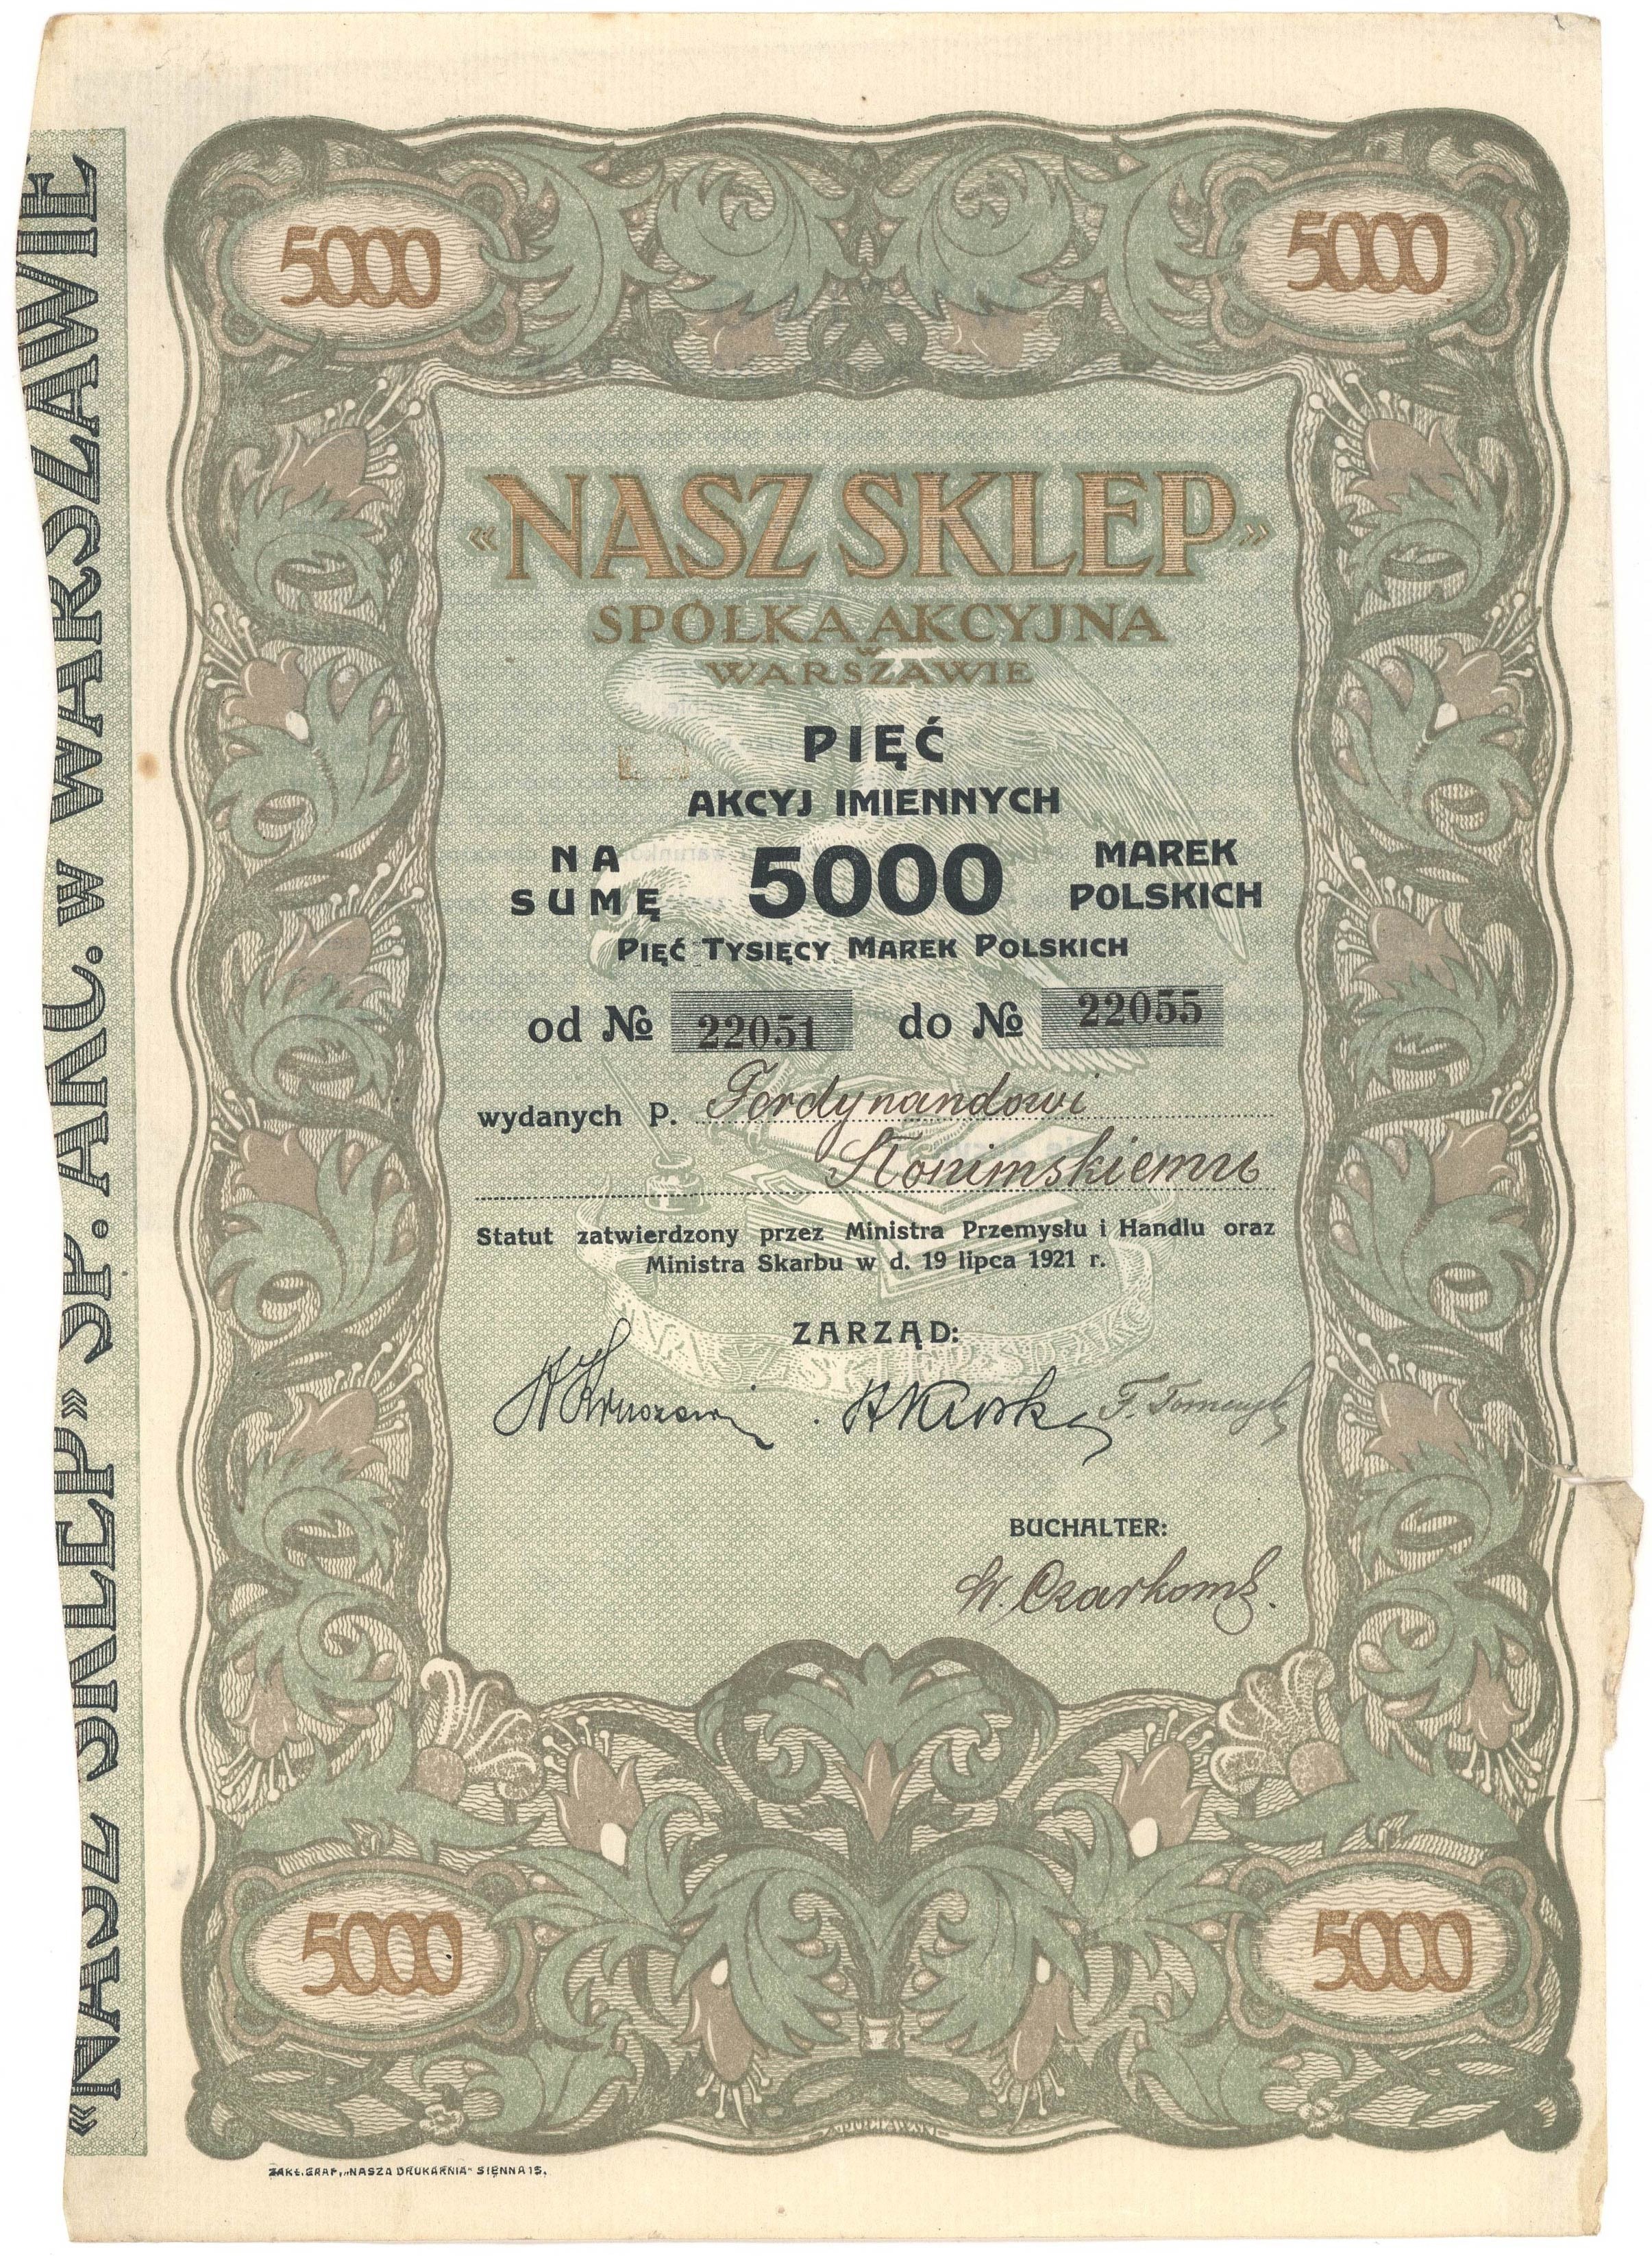 5000
5000
«NASZ SKLEP» SP. AKC. w WARSZAWIE
«NASZ SKLEP»
SPÓŁKA AKCYJNA
W
WARSZAWIE
PIĘĆ
AKCYJ IMIENNYCH
NA SUMĘ 5000 MAREK POLSKICH
PIĘĆ TYSIĘCY MAREK POLSKICH
od № 22051 do № 22055
wydanych P. Ferdynandowi
Słonimskiemu
Statut zatwierdzony przez Ministra Przemysłu i Handlu oraz
Ministra Skarbu w d. 19 lipca 1921 r.
ZARZĄD:
BUCHALTER:
5000
5000
ZAKŁ. GRAF. „NASZA DRUKARNIA" SIENNA 15.